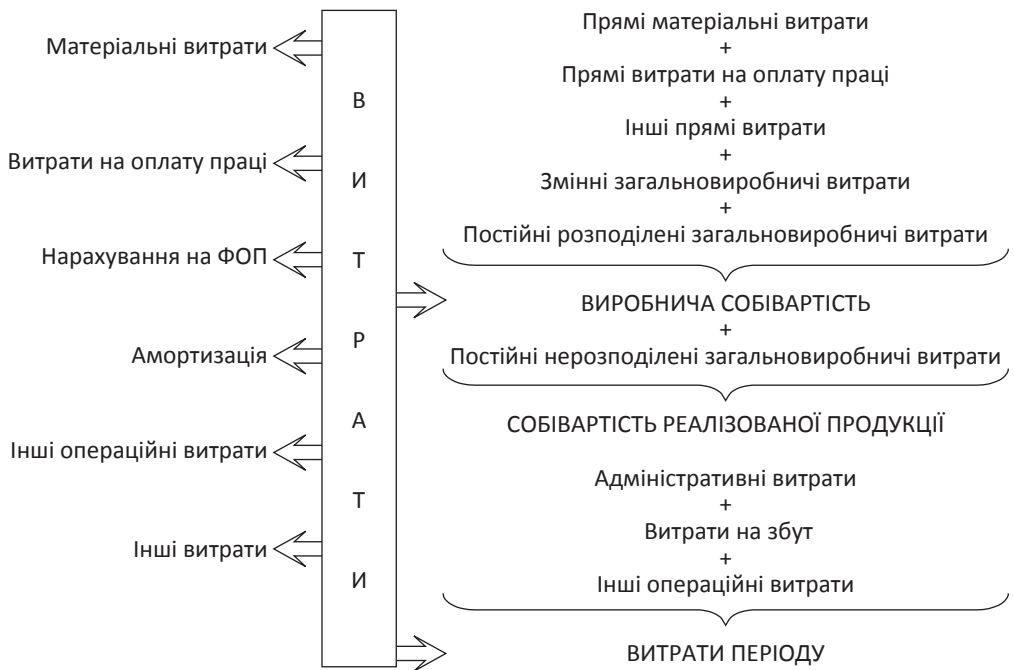 Матеріальні витрати
Витрати на оплату праці
Нарахування на ФОП
Амортизація
Інші операційні витрати
Інші витрати
В
И
Т
Р
А
Т
И
Прямі матеріальні витрати
+
Прямі витрати на оплату праці
+
Інші прямі витрати
+
Змінні загальновиробничі витрати
+
Постійні розподілені загальновиробничі витрати
ВИРОБНИЧА СОБІВАРТІСТЬ
+
Постійні нерозподілені загальновиробничі витрати
СОБІВАРТІСТЬ РЕАЛІЗОВАНОЇ ПРОДУКЦІЇ
Адміністративні витрати
+
Витрати на збут
+
Інші операційні витрати
ВИТРАТИ ПЕРІОДУ